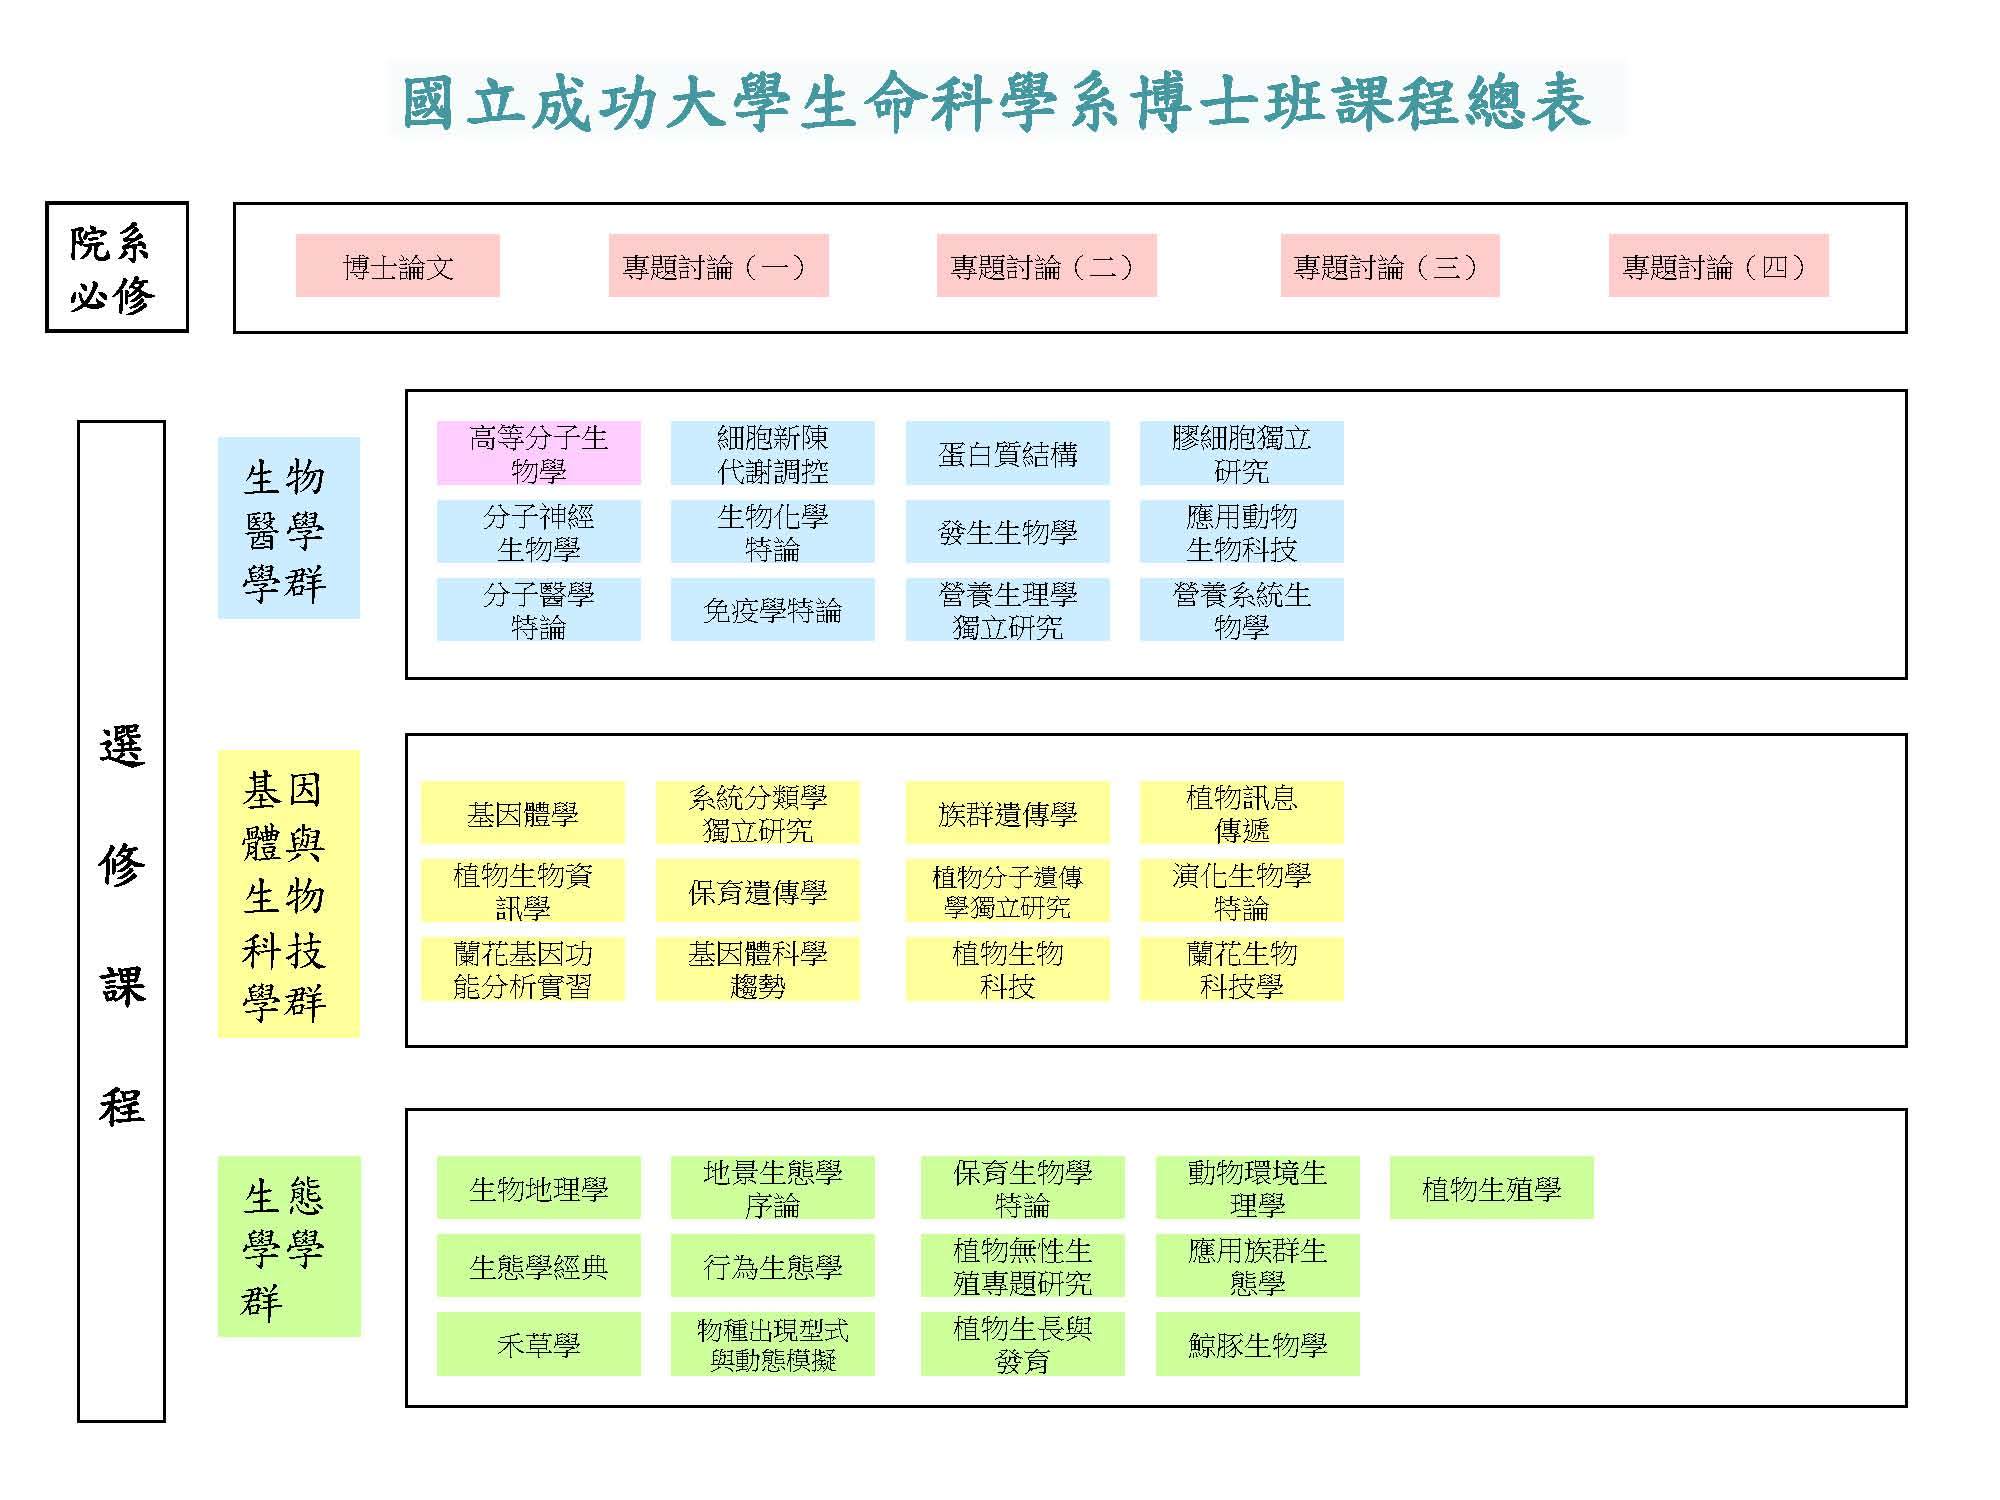 國立成功大學生命科學系博士班課程總表
院系
必修
博士論文
專題討論（一）
專題討論（二）
專題討論（三）
專題討論（四）
選
修
課
程
生物
醫學
學群
高等分子生
物學
細胞新陳
代謝調控
蛋白質結構
膠細胞獨立
研究
分子神經
生物學
生物化學
特論
發生生物學
應用動物
生物科技
分子醫學
特論
免疫學特論
營養生理學
獨立研究
營養系統生
物學
基因
體與
生物
科技
學群
基因體學
系統分類學
獨立研究
族群遺傳學
植物訊息
傳遞
植物生物資
訊學
保育遺傳學
植物分子遺傳
學獨立研究
演化生物學
特論
蘭花基因功
能分析實習
基因體科學
趨勢
植物生物
科技
蘭花生物
科技學
生態
學學
群
生物地理學
地景生態學
序論
保育生物學
特論
動物環境生
理學
植物生殖學
生態學經典
行為生態學
植物無性生
殖專題研究
應用族群生
態學
禾草學
物種出現型式
與動態模擬
植物生長與
發育
鯨豚生物學